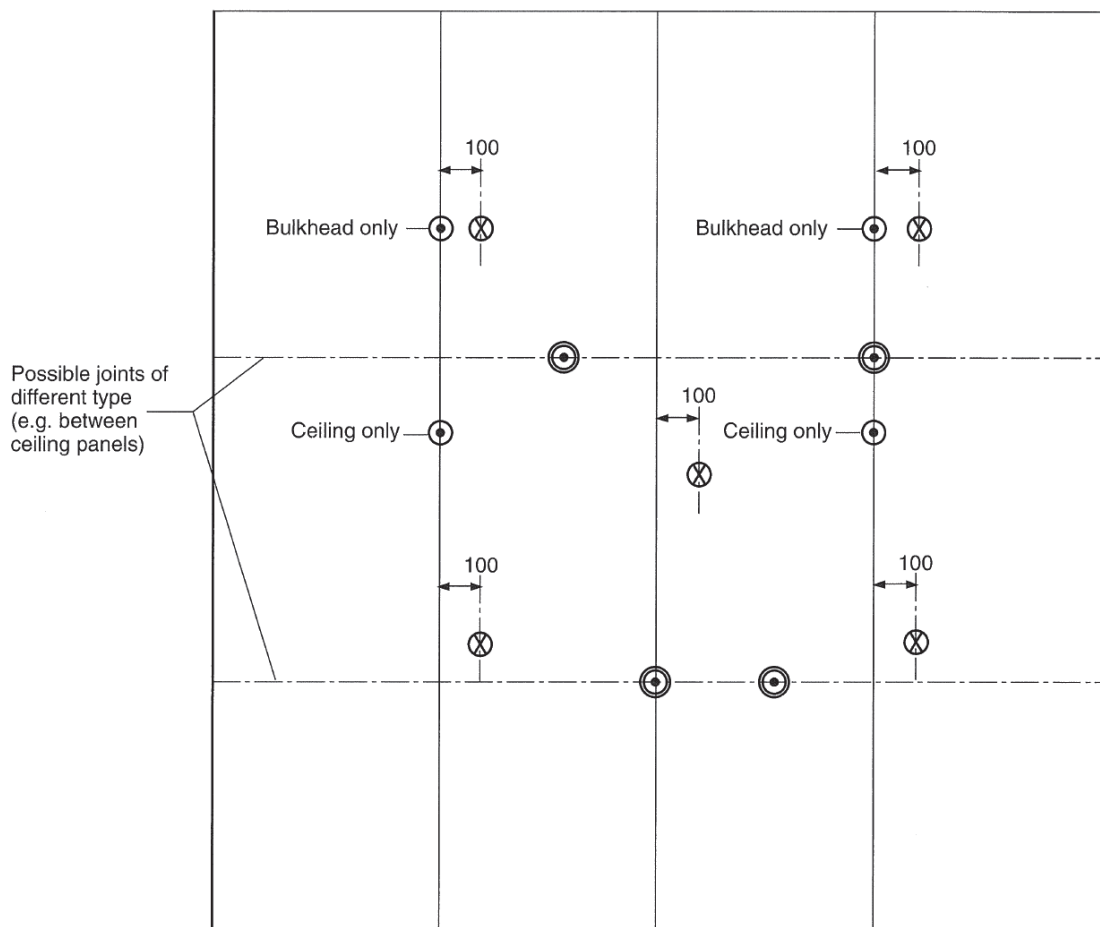 100
100
Bulkhead only
Bulkhead only
Possible joints of
different type
(e.g. between
ceiling panels)
100
Ceiling only
Ceiling only
100
100